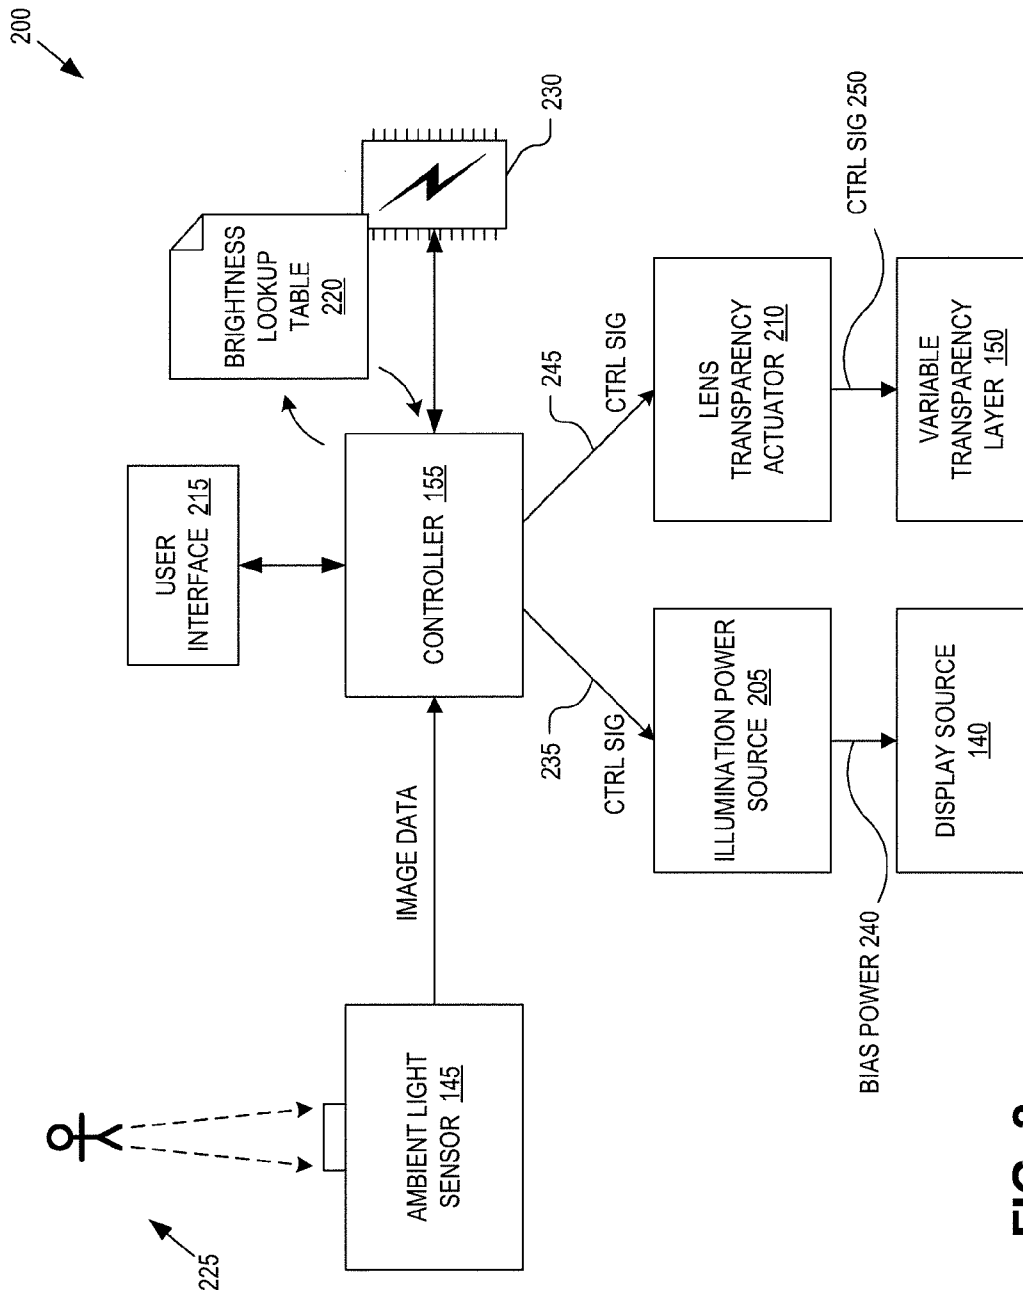 200
225
USER
INTERFACE 215
BRIGHTNESS
LOOKUP
TABLE
220
230
IMAGE DATA
AMBIENT LIGHT
SENSOR 145
CONTROLLER 155
235
245
CTRL SIG
CTRL SIG
ILLUMINATION POWER
SOURCE 205
LENS
TRANSPARENCY
ACTUATOR 210
BIAS POWER 240
CTRL SIG 250
DISPLAY SOURCE
140
VARIABLE
TRANSPARENCY
LAYER 150
FIG.